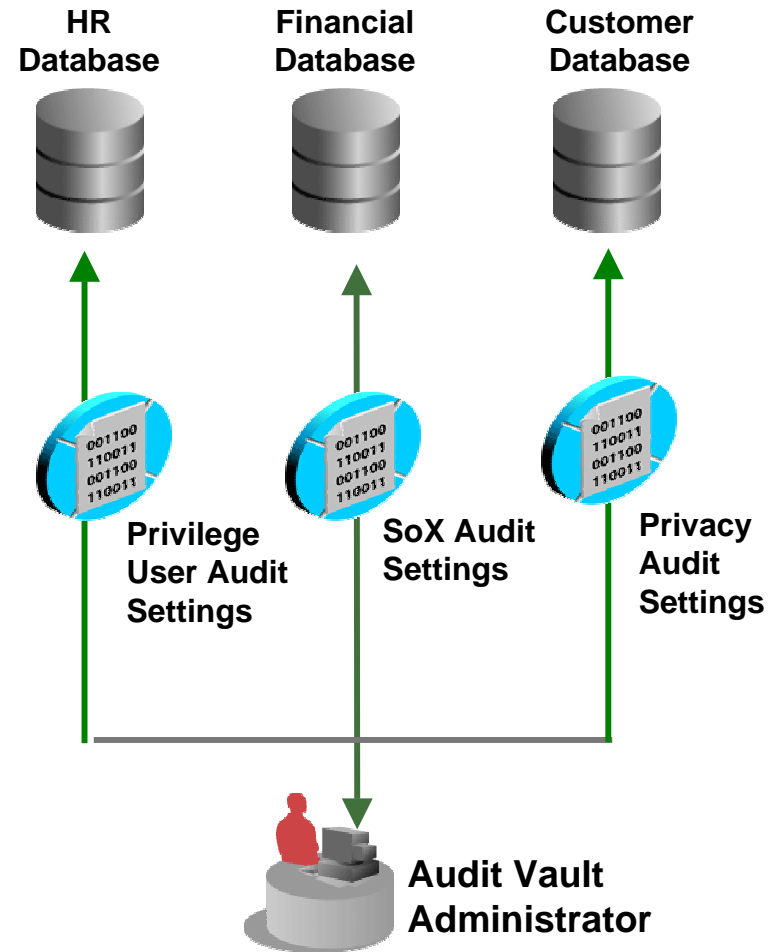 HR
Database
Financial
Database
Customer
Database
001100
110011
001100
110011
001100
110011
001100
110011
001100
110011
001100
110011
Privilege
User Audit
Settings
SoX Audit
Settings
Privacy
Audit
Settings
Audit Vault
Administrator